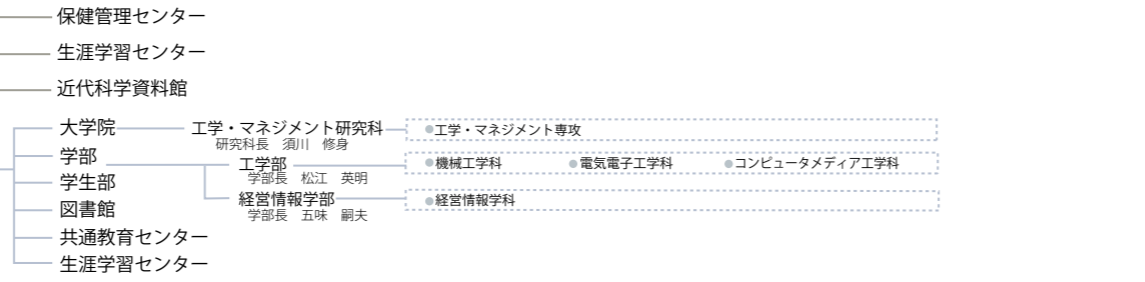 保健管理センター
生涯学習センター
近代科学資料館
大学院 工学・マネジメント研究科 ●工学・マネジメント専攻
研究科長　須川　修身
学部 工学部 ●機械工学科 ●電気電子工学科 ●コンピュータメディア工学科
学部長　松江　英明
学生部
経営情報学部 ●経営情報学科
図書館 学部長　五味　嗣夫
共通教育センター
生涯学習センター